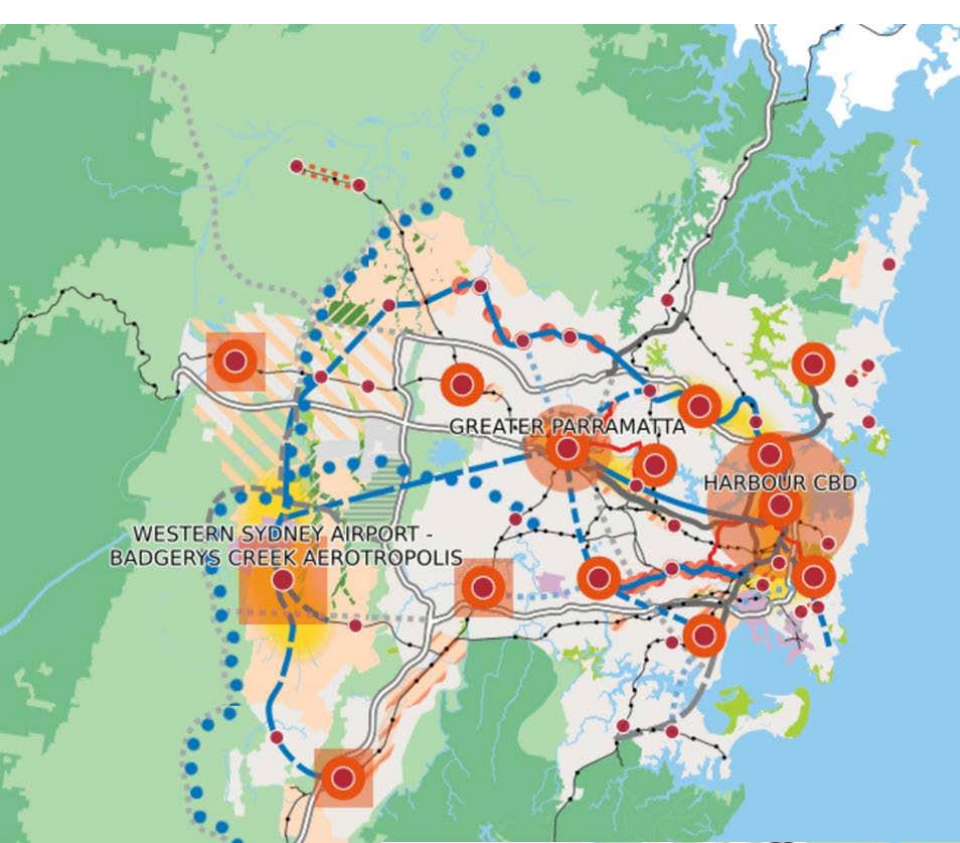 GREATER PARRAMATTA
HARBOUR CBD
WESTERN SYDNEY AIRPORT -
BADGERYS CREEK AEROTROPOLIS